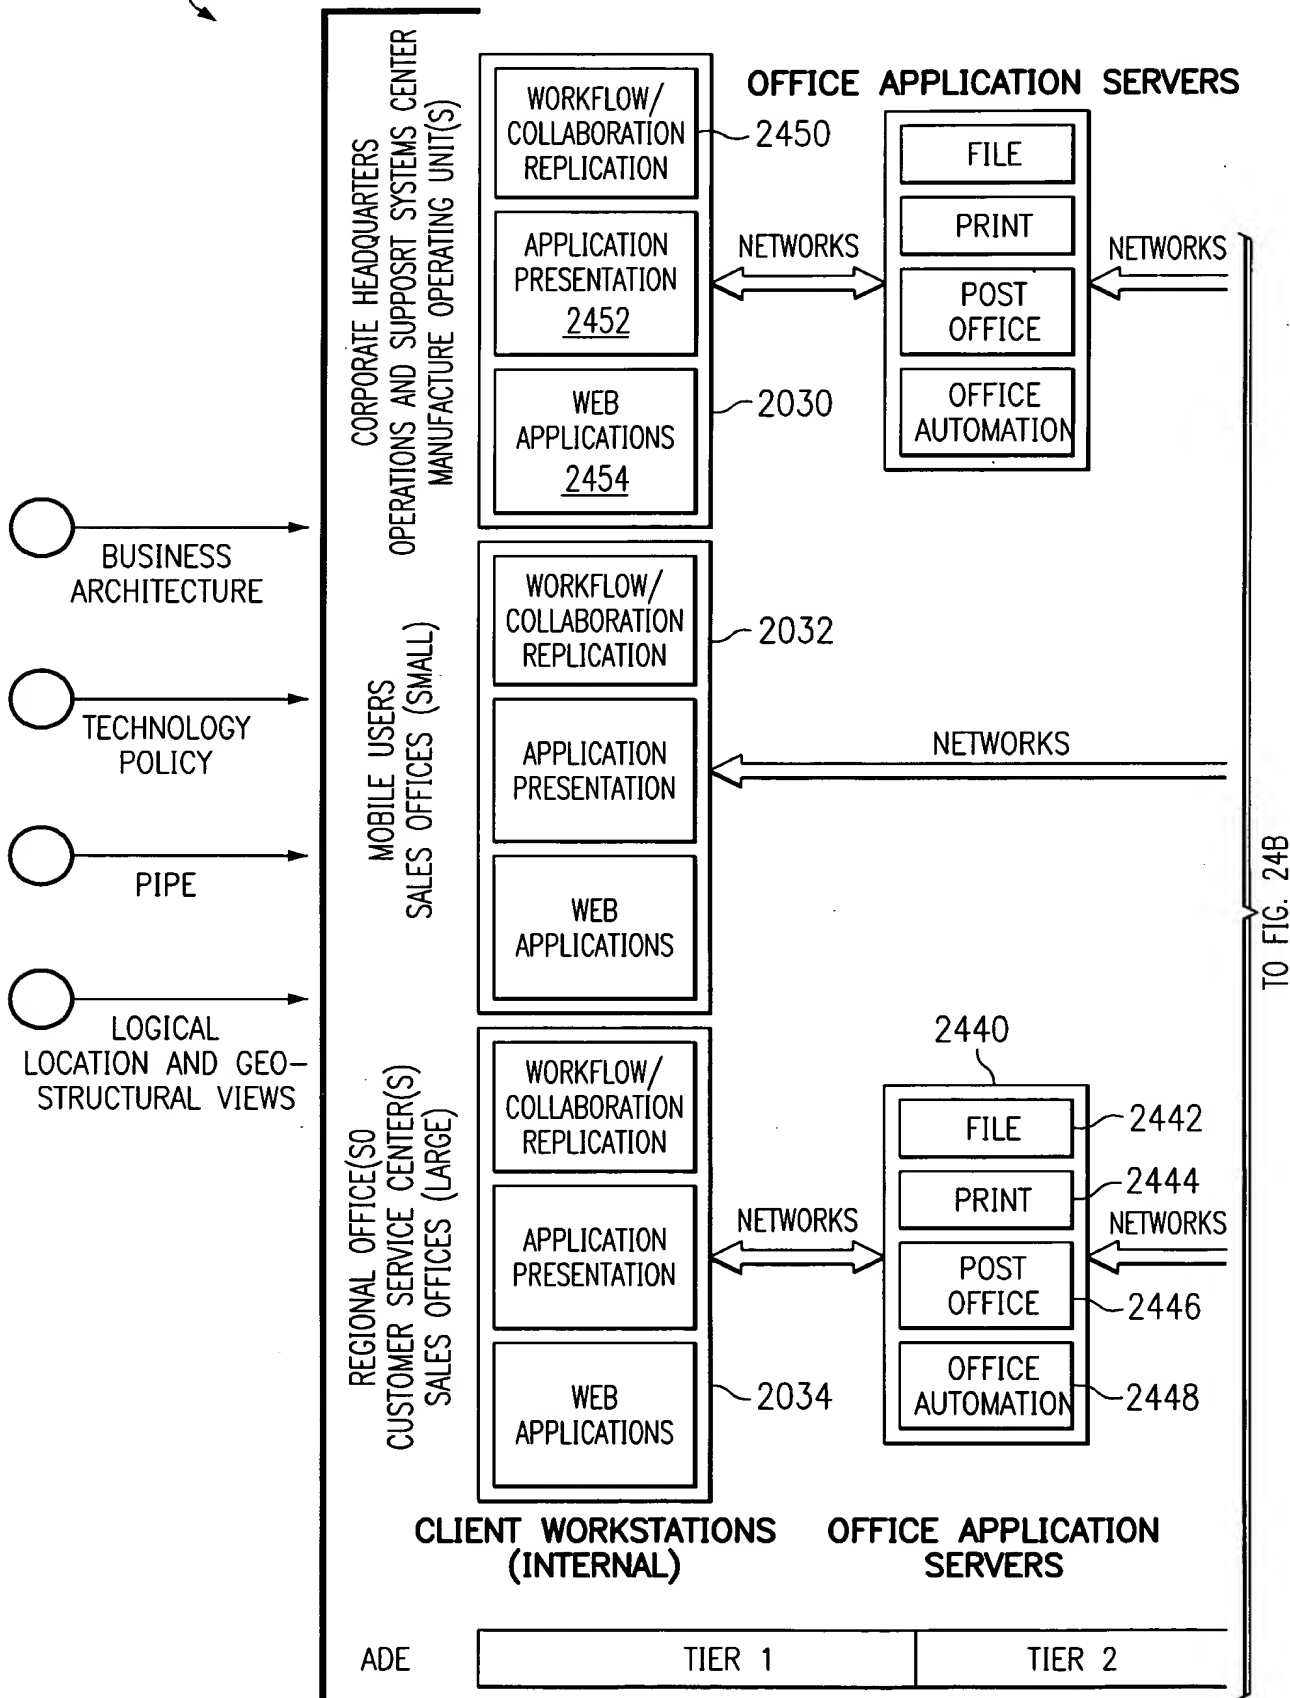 CORPORATE HEADQUARTERS
OPERATIONS AND SUPPOSRT SYSTEMS CENTER
MANUFACTURE OPERATING UNIT(S)
WORKFLOW/
COLLABORATION
REPLICATION
2450
APPLICATION
PRESENTATION
2452
WEB
APPLICATIONS
2454
2030
NETWORKS
OFFICE APPLICATION SERVERS
FILE
PRINT
POST
OFFICE
OFFICE
AUTOMATION
NETWORKS
BUSINESS
ARCHITECTURE
TECHNOLOGY
POLICY
PIPE
LOGICAL
LOCATION AND GEO-
STRUCTURAL VIEWS
MOBILE USERS
SALES OFFICES (SMALL)
WORKFLOW/
COLLABORATION
REPLICATION
2032
APPLICATION
PRESENTATION
WEB
APPLICATIONS
NETWORKS
TO FIG. 24B
REGIONAL OFFICE(SO
CUSTOMER SERVICE CENTER(S)
SALES OFFICES (LARGE)
WORKFLOW/
COLLABORATION
REPLICATION
APPLICATION
PRESENTATION
WEB
APPLICATIONS
2034
NETWORKS
2440
FILE
2442
PRINT
2444
POST
OFFICE
2446
OFFICE
AUTOMATION
2448
NETWORKS
CLIENT WORKSTATIONS
(INTERNAL)
OFFICE APPLICATION
SERVERS
ADE
TIER 1
TIER 2